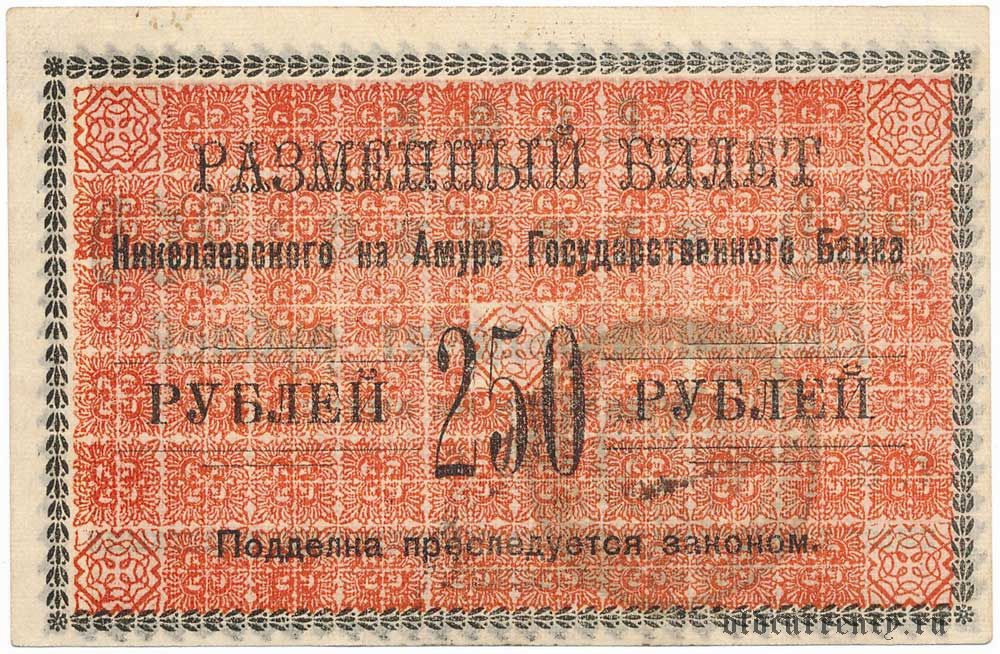 РАЗМЕННЫЙ БИЛЕТ
Николаевского на Амуре Государственного Банка
РУБЛЕЙ 250 РУБЛЕЙ
Подделка преследуется законом.